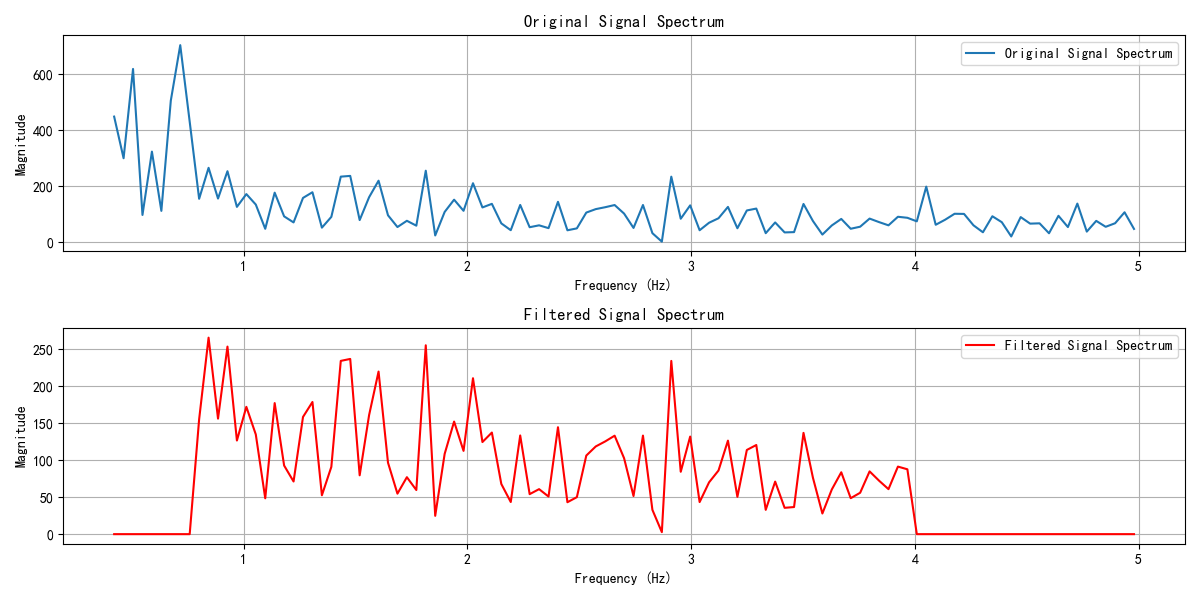 Original Signal Spectrum
Original Signal Spectrum
Magnitude
600
400
200
0
1 2 3 4 5
Frequency (Hz)
Filtered Signal Spectrum
Filtered Signal Spectrum
Magnitude
250
200
150
100
50
0
1 2 3 4 5
Frequency (Hz)